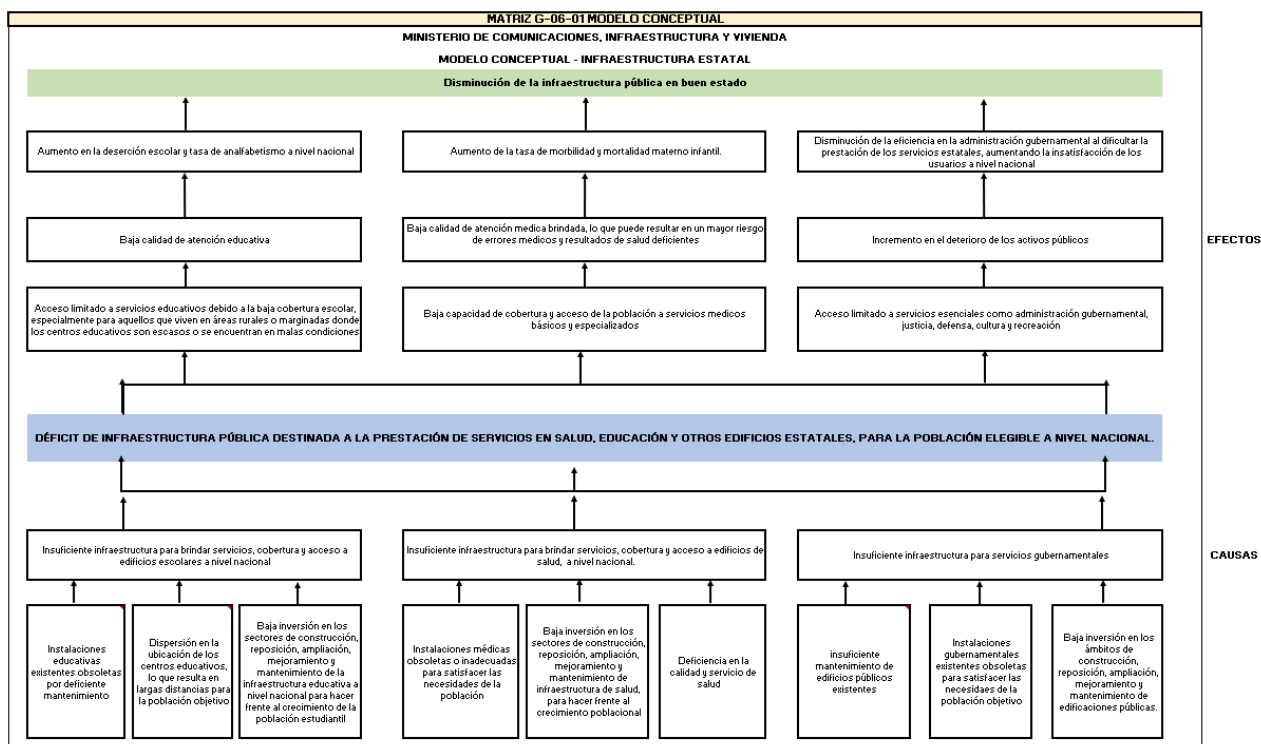 MATRIZ G-06-01 MODELO CONCEPTUAL
MINISTERIO DE COMUNICACIONES, INFRAESTRUCTURA Y VIVIENDA
MODELO CONCEPTUAL - INFRAESTRUCTURA ESTATAL
Disminución de la infraestructura pública en buen estado
Aumento en la deserción escolar y tasa de analfabetismo a nivel nacional
Aumento de la tasa de morbilidad y mortalidad materno infantil.
Disminución de la eficiencia en la administración gubernamental al dificultar la
prestación de los servicios estatales, aumentando la insatisfacción de los
usuarios a nivel nacional
Baja calidad de atención educativa
Baja calidad de atención medica brindada, lo que puede resultar en un mayor riesgo
de errores medicos y resultados de salud deficientes
Incremento en el deterioro de los activos públicos
EFECTOS
Acceso limitado a servicios educativos debido a la baja cobertura escolar,
especialmente para aquellos que viven en áreas rurales o marginadas donde
los centros educativos son escasos o se encuentran en malas condiciones
Baja capacidad de cobertura y acceso de la población a servicios medicos
básicos y especializados
Acceso limitado a servicios esenciales como administración gubernamental,
justicia, defensa, cultura y recreación
DÉFICIT DE INFRAESTRUCTURA PÚBLICA DESTINADA A LA PRESTACIÓN DE SERVICIOS EN SALUD, EDUCACIÓN Y OTROS EDIFICIOS ESTATALES, PARA LA POBLACIÓN ELEGIBLE A NIVEL NACIONAL.
Insuficiente infraestructura para brindar servicios, cobertura y acceso a
edificios escolares a nivel nacional
Insuficiente infraestructura para brindar servicios, cobertura y acceso a edificios de
salud, a nivel nacional.
Insuficiente infraestructura para servicios gubernamentales
CAUSAS
Instalaciones
educativas
existentes obsoletas
por deficiente
mantenimiento
Dispersión en la
ubicación de los
centros educativos,
lo que resulta en
largas distancias para
la población objetivo
Baja inversión en los
sectores de construcción,
reposición, ampliación,
mejoramiento y
mantenimiento de la
infraestructura educativa a
nivel nacional para hacer
frente al crecimiento de la
población estudiantil
Instalaciones médicas
obsoletas o inadecuadas
para satisfacer las
necesidades de la
población
Baja inversión en los
sectores de construcción,
reposición, ampliación,
mejoramiento y
mantenimiento de
infraestructura de salud,
para hacer frente al
crecimiento poblacional
Deficiencia en la
calidad y servicio de
salud
insuficiente
mantenimiento de
edificios públicos
existentes
Instalaciones
gubernamentales
existentes obsoletas
para satisfacer las
necesidaes de la
población objetivo
Baja inversión en los
ámbitos de
construcción,
reposición, ampliación,
mejoramiento y
mantenimiento de
edificaciones públicas.